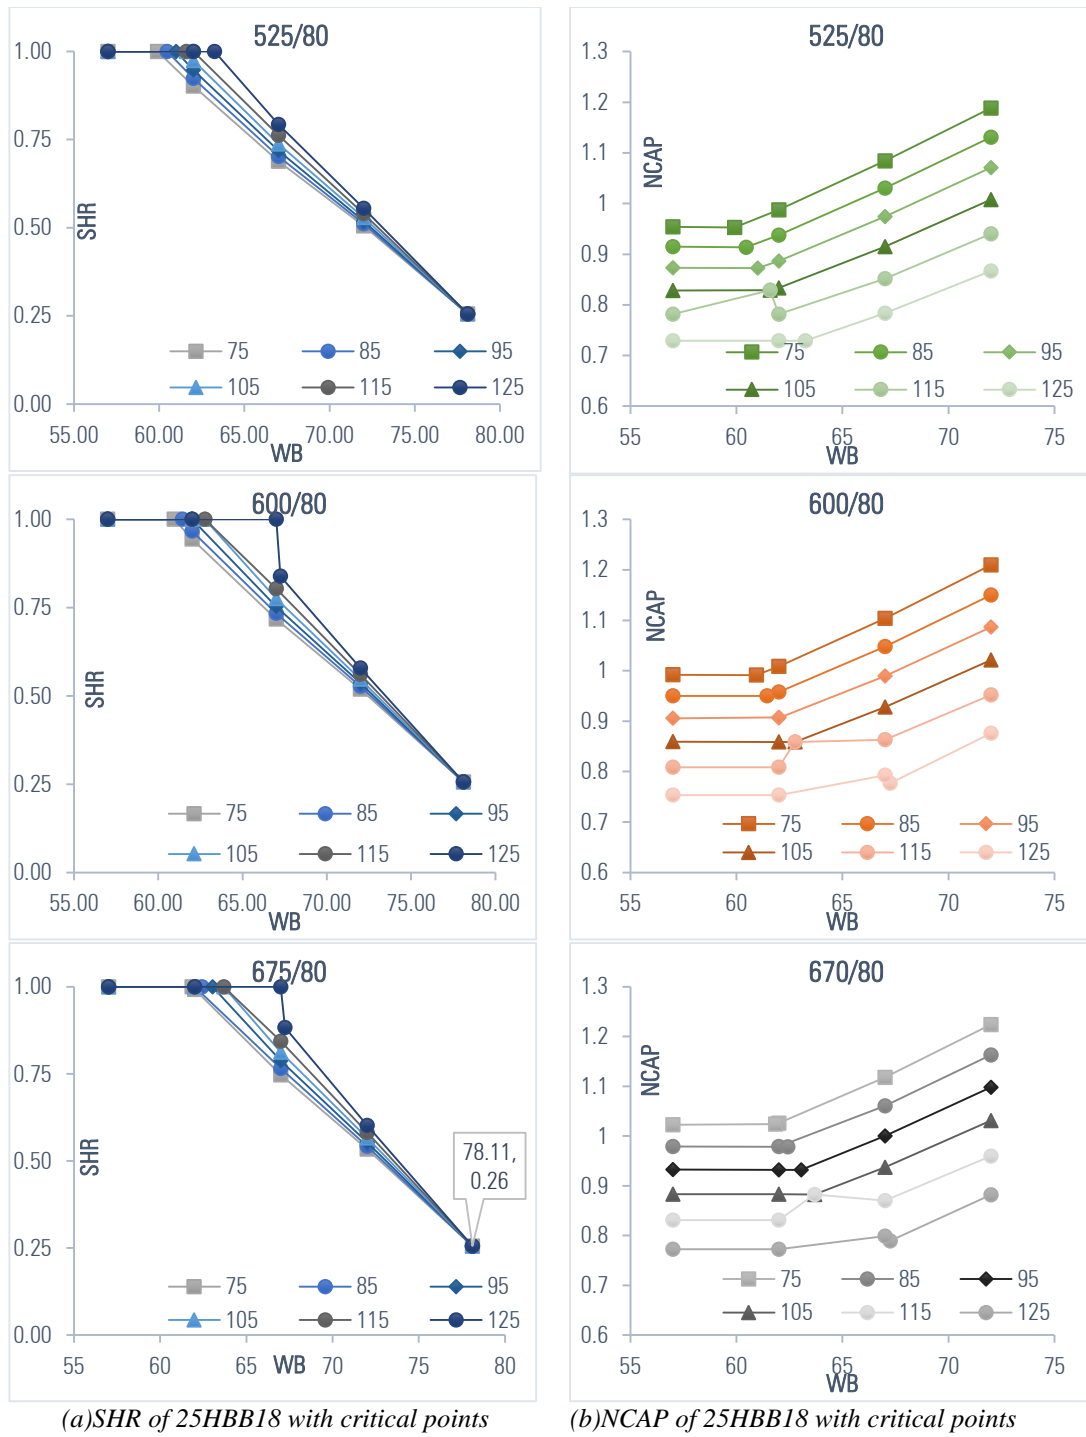 525/80
1.00
0.75
0.50
0.25
0.00
SHR
75 85 95
105 115 125
55.00 60.00 65.00 70.00 75.00 80.00
WB
525/80
1.3
1.2
1.1
1
0.9
0.8
0.7
0.6
NCAP
75 85 95
105 115 125
55 60 65 70 75
WB
600/80
1.00
0.75
0.50
0.25
0.00
SHR
75 85 95
105 115 125
55.00 60.00 65.00 70.00 75.00 80.00
WB
600/80
1.3
1.2
1.1
1
0.9
0.8
0.7
0.6
NCAP
75 85 95
105 115 125
55 60 65 70 75
WB
675/80
1.00
0.75
0.50
0.25
0.00
SHR
78.11,
0.26
75 85 95
105 115 125
55 60 65 70 75 80
WB
670/80
1.3
1.2
1.1
1
0.9
0.8
0.7
0.6
NCAP
75 85 95
105 115 125
55 60 65 70 75
WB
(a)SHR of 25HBB18 with critical points
(b)NCAP of 25HBB18 with critical points